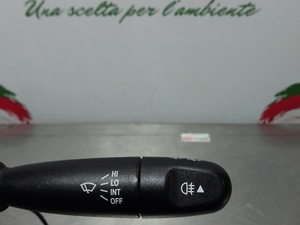 Una scelta per l'ambiente
HI
LO
INT
OFF